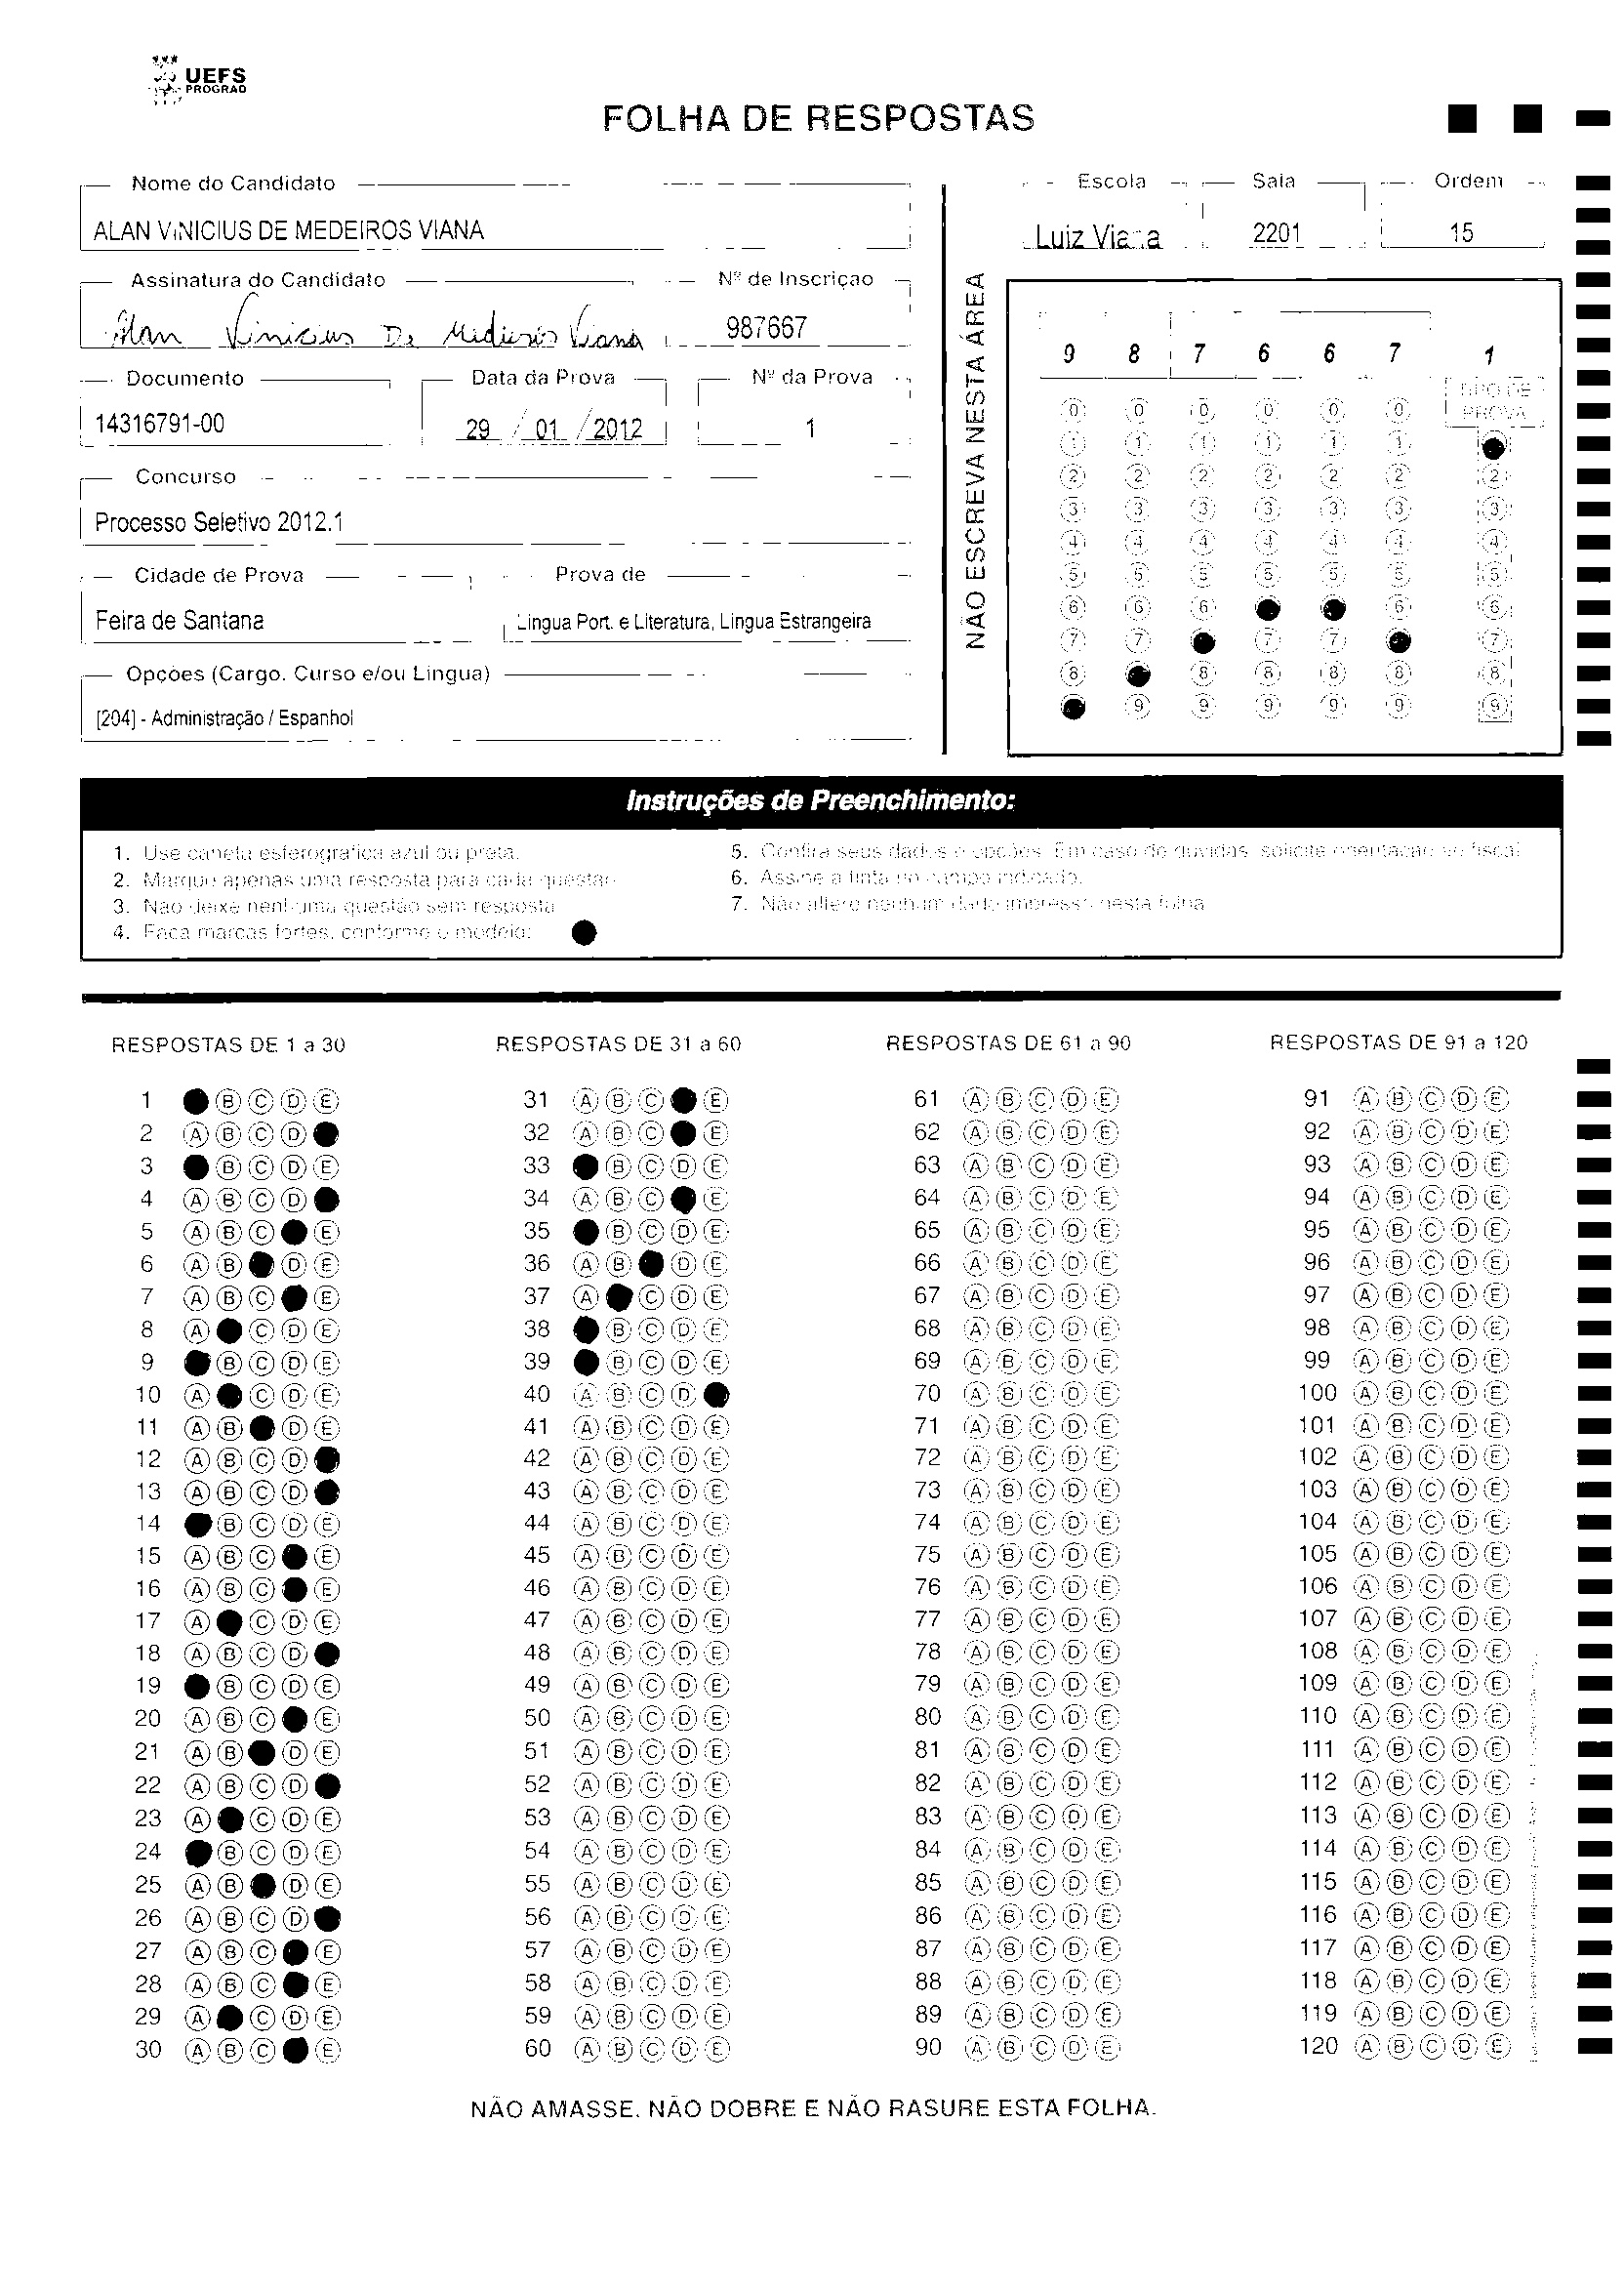 UEFS
PROGRAD
FOLHA DE RESPOSTAS
Nome do Candidato
ALAN VINICIUS DE MEDEIROS VIANA
Escola Sala Ordem
Luiz Viana 2201 15
Assinatura do Candidato Nº de Inscrição
Alan Vinicius De Medeiros Viana 987667
Documento Data da Prova Nº da Prova
14316791-00 29 / 01 / 2012 1
Concurso
Processo Seletivo 2012.1
Cidade de Prova Prova de
Feira de Santana Lingua Port. e Literatura, Lingua Estrangeira
Opções (Cargo. Curso e/ou Lingua)
[204] - Administração / Espanhol
NÃO ESCREVA NESTA ÁREA
9 8 7 6 6 7 1
TIPO DE
PROVA
0 0 0 0 0 0
1 1 1 1 1 1
2 2 2 2 2 2 2
3 3 3 3 3 3 3
4 4 4 4 4 4 4
5 5 5 5 5 5 5
6 6 6 6 6
7 7 7 7 7
8 8 8 8 8 8
9 9 9 9 9 9
Instruções de Preenchimento:
1. Use caneta esferografica azul ou preta.
2. Marque apenas uma resposta para cada questão
3. Nao deixe nenhuma questão sem resposta
4. Faca marcas fortes, conforme o modelo:
5. Confira seus dados e opções. Em caso de duvidas, solicite orientação ao fiscal
6. Assine a tinta no campo indicado.
7. Não altere nenhum dado impresso nesta folha
RESPOSTAS DE 1 a 30
1 B C D E
2 A B C D
3 B C D E
4 A B C D
5 A B C E
6 A B D E
7 A B C E
8 A C D E
9 B C D E
10 A C D E
11 A B D E
12 A B C D
13 A B C D
14 B C D E
15 A B C E
16 A B C E
17 A C D E
18 A B C D
19 B C D E
20 A B C E
21 A B D E
22 A B C D
23 A C D E
24 B C D E
25 A B D E
26 A B C D
27 A B C E
28 A B C E
29 A C D E
30 A B C E
RESPOSTAS DE 31 a 60
31 A B C E
32 A B C E
33 B C D E
34 A B C E
35 B C D E
36 A B D E
37 A C D E
38 B C D E
39 B C D E
40 A B C D
41 A B C D E
42 A B C D E
43 A B C D E
44 A B C D E
45 A B C D E
46 A B C D E
47 A B C D E
48 A B C D E
49 A B C D E
50 A B C D E
51 A B C D E
52 A B C D E
53 A B C D E
54 A B C D E
55 A B C D E
56 A B C D E
57 A B C D E
58 A B C D E
59 A B C D E
60 A B C D E
RESPOSTAS DE 61 a 90
61 A B C D E
62 A B C D E
63 A B C D E
64 A B C D E
65 A B C D E
66 A B C D E
67 A B C D E
68 A B C D E
69 A B C D E
70 A B C D E
71 A B C D E
72 A B C D E
73 A B C D E
74 A B C D E
75 A B C D E
76 A B C D E
77 A B C D E
78 A B C D E
79 A B C D E
80 A B C D E
81 A B C D E
82 A B C D E
83 A B C D E
84 A B C D E
85 A B C D E
86 A B C D E
87 A B C D E
88 A B C D E
89 A B C D E
90 A B C D E
RESPOSTAS DE 91 a 120
91 A B C D E
92 A B C D E
93 A B C D E
94 A B C D E
95 A B C D E
96 A B C D E
97 A B C D E
98 A B C D E
99 A B C D E
100 A B C D E
101 A B C D E
102 A B C D E
103 A B C D E
104 A B C D E
105 A B C D E
106 A B C D E
107 A B C D E
108 A B C D E
109 A B C D E
110 A B C D E
111 A B C D E
112 A B C D E
113 A B C D E
114 A B C D E
115 A B C D E
116 A B C D E
117 A B C D E
118 A B C D E
119 A B C D E
120 A B C D E
NÃO AMASSE. NÃO DOBRE E NÃO RASURE ESTA FOLHA.